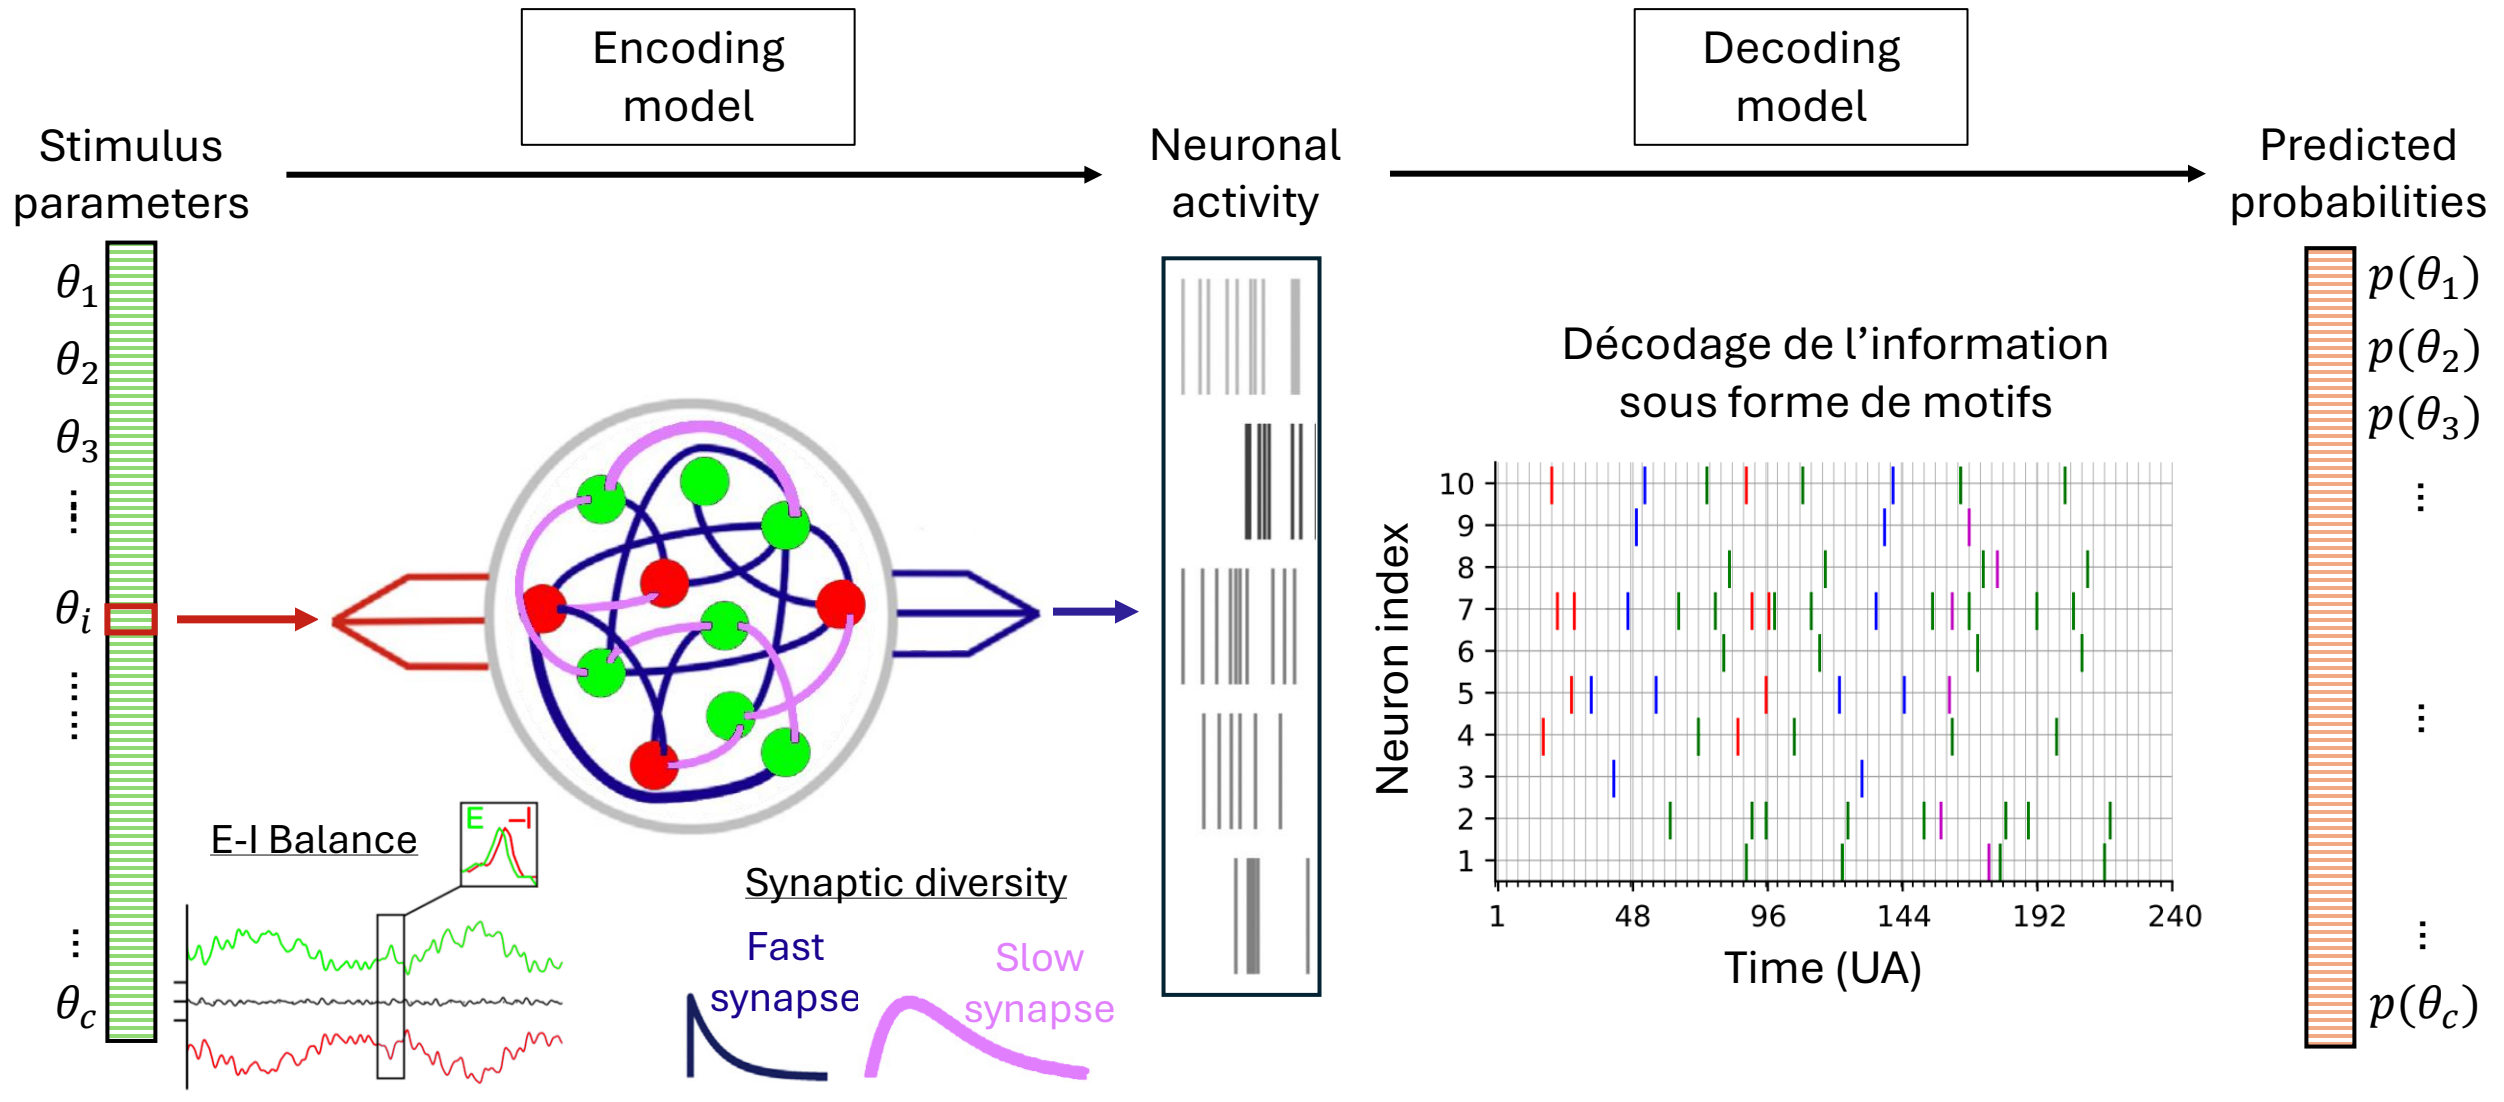 Encoding
model
Decoding
model
Stimulus
parameters
Neuronal
activity
Predicted
probabilities
θ₁
θ₂
θ₃
⋮
θᵢ
⋮
⋮
θ_c
p(θ₁)
p(θ₂)
p(θ₃)
⋮
⋮
⋮
p(θ_c)
Décodage de l’information
sous forme de motifs
10
9
8
7
6
5
4
3
2
1
Neuron index
1 48 96 144 192 240
Time (UA)
E-I Balance
E –I
Synaptic diversity
Fast
synapse
Slow
synapse